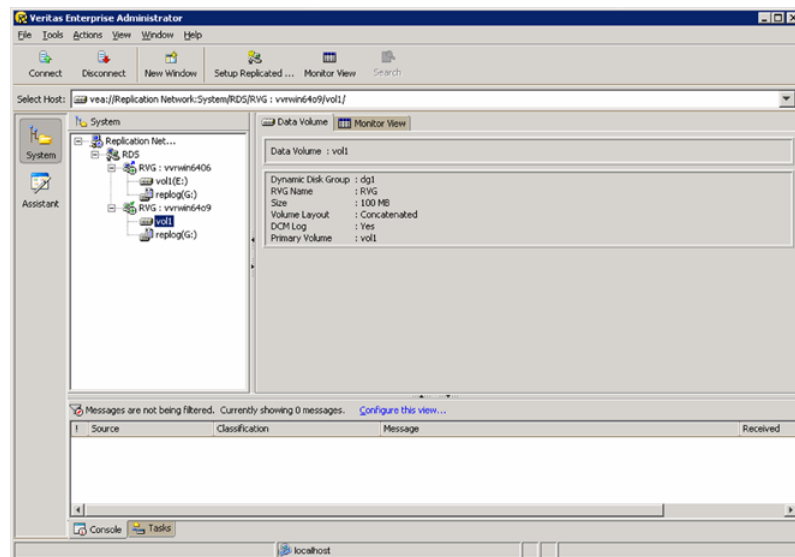 Veritas Enterprise Administrator
File Tools Actions View Window Help
Connect Disconnect New Window Setup Replicated ... Monitor View Search
Select Host: vea://Replication Network:System/RDS/RVG : vvrwin64o9/vol1/
System
Assistant
System
Replication Net...
RDS
RVG : vvrwin6406
vol1(E:)
replog(G:)
RVG : vvrwin64o9
vol1
replog(G:)
Data Volume Monitor View
Data Volume : vol1
Dynamic Disk Group : dg1
RVG Name : RVG
Size : 100 MB
Volume Layout : Concatenated
DCM Log : Yes
Primary Volume : vol1
Messages are not being filtered. Currently showing 0 messages. Configure this view...
! Source Classification Message Received
Console Tasks
localhost